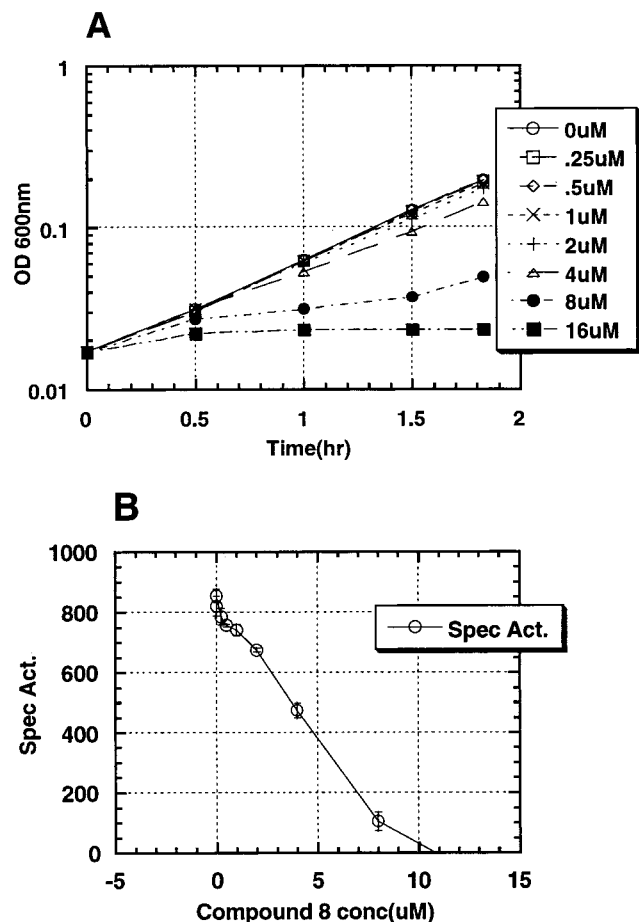 A
1
0.1
0.01
OD 600nm
0
0.5
1
1.5
2
Time(hr)
0uM
.25uM
.5uM
1uM
2uM
4uM
8uM
16uM
B
1000
800
600
400
200
0
Spec Act.
-5
0
5
10
15
Compound 8 conc(uM)
Spec Act.